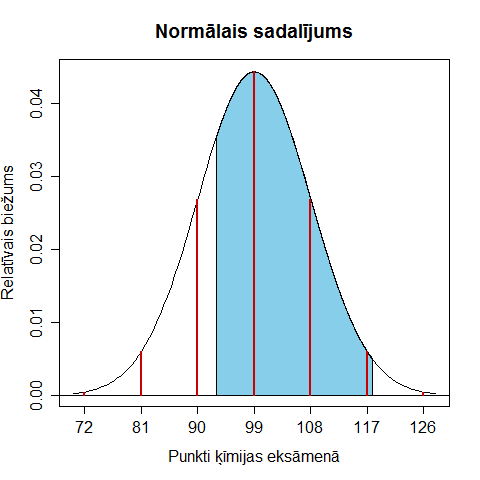 Normālais sadalījums
Relatīvais biežums
0.04
0.03
0.02
0.01
0.00
72 81 90 99 108 117 126
Punkti ķīmijas eksāmenā